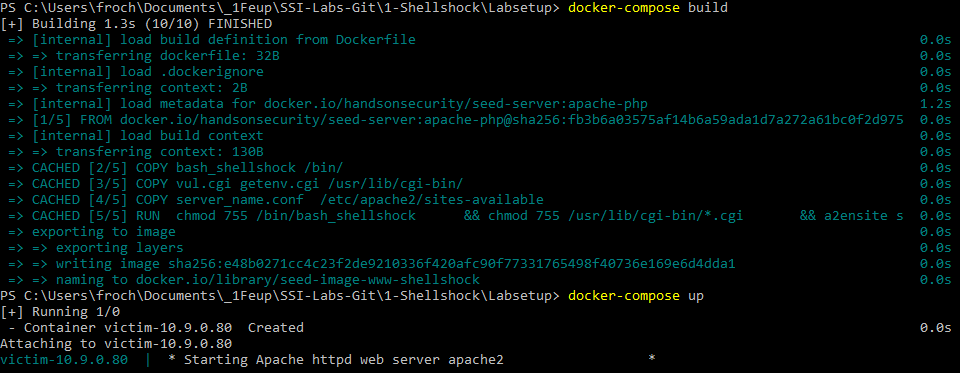 PS C:\Users\froch\Documents\_1Feup\SSI-Labs-Git\1-Shellshock\Labsetup> docker-compose build
[+] Building 1.3s (10/10) FINISHED
=> [internal] load build definition from Dockerfile 0.0s
=> => transferring dockerfile: 32B 0.0s
=> [internal] load .dockerignore 0.0s
=> => transferring context: 2B 0.0s
=> [internal] load metadata for docker.io/handsonsecurity/seed-server:apache-php 1.2s
=> [1/5] FROM docker.io/handsonsecurity/seed-server:apache-php@sha256:fb3b6a03575af14b6a59ada1d7a272a61bc0f2d975 0.0s
=> [internal] load build context 0.0s
=> => transferring context: 130B 0.0s
=> CACHED [2/5] COPY bash_shellshock /bin/ 0.0s
=> CACHED [3/5] COPY vul.cgi getenv.cgi /usr/lib/cgi-bin/ 0.0s
=> CACHED [4/5] COPY server_name.conf  /etc/apache2/sites-available 0.0s
=> CACHED [5/5] RUN  chmod 755 /bin/bash_shellshock      && chmod 755 /usr/lib/cgi-bin/*.cgi      && a2ensite s 0.0s
=> exporting to image 0.0s
=> => exporting layers 0.0s
=> => writing image sha256:e48b0271cc4c23f2de9210336f420afc90f77331765498f40736e169e6d4dda1 0.0s
=> => naming to docker.io/library/seed-image-www-shellshock 0.0s
PS C:\Users\froch\Documents\_1Feup\SSI-Labs-Git\1-Shellshock\Labsetup> docker-compose up
[+] Running 1/0
- Container victim-10.9.0.80  Created 0.0s
Attaching to victim-10.9.0.80
victim-10.9.0.80  |  * Starting Apache httpd web server apache2 *